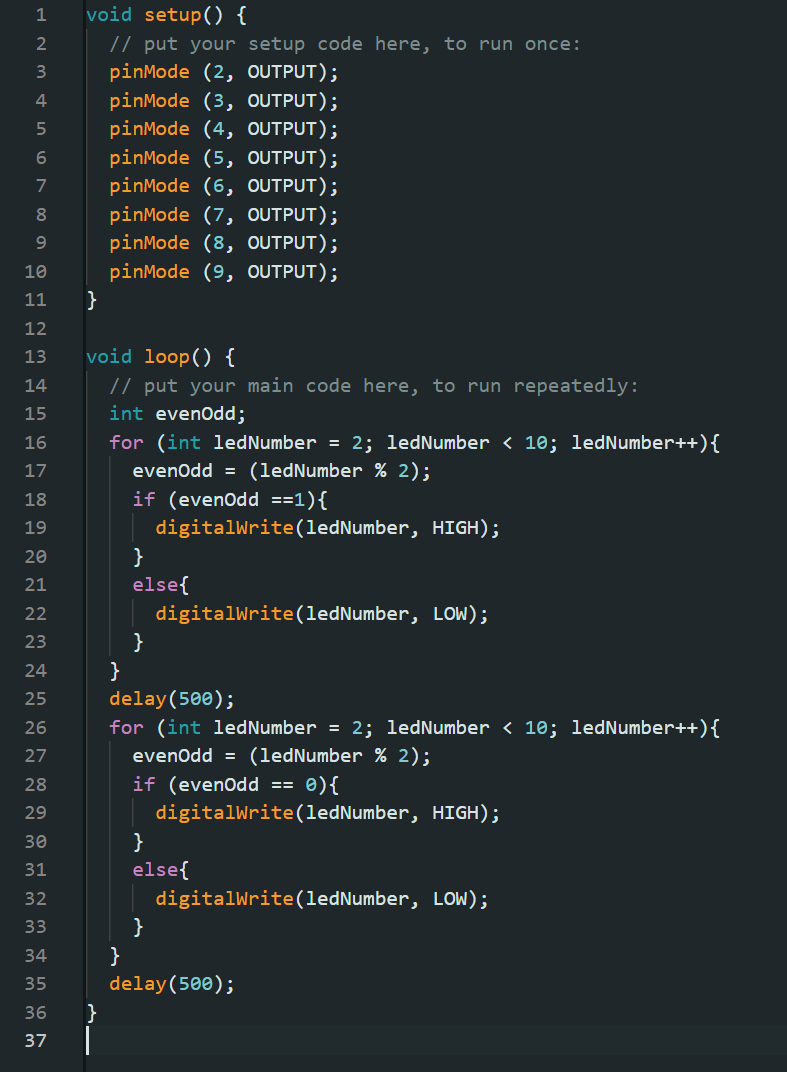 1 void setup() {
2   // put your setup code here, to run once:
3   pinMode (2, OUTPUT);
4   pinMode (3, OUTPUT);
5   pinMode (4, OUTPUT);
6   pinMode (5, OUTPUT);
7   pinMode (6, OUTPUT);
8   pinMode (7, OUTPUT);
9   pinMode (8, OUTPUT);
10   pinMode (9, OUTPUT);
11 }
12
13 void loop() {
14   // put your main code here, to run repeatedly:
15   int evenOdd;
16   for (int ledNumber = 2; ledNumber < 10; ledNumber++){
17     evenOdd = (ledNumber % 2);
18     if (evenOdd ==1){
19       digitalWrite(ledNumber, HIGH);
20     }
21     else{
22       digitalWrite(ledNumber, LOW);
23     }
24   }
25   delay(500);
26   for (int ledNumber = 2; ledNumber < 10; ledNumber++){
27     evenOdd = (ledNumber % 2);
28     if (evenOdd == 0){
29       digitalWrite(ledNumber, HIGH);
30     }
31     else{
32       digitalWrite(ledNumber, LOW);
33     }
34   }
35   delay(500);
36 }
37